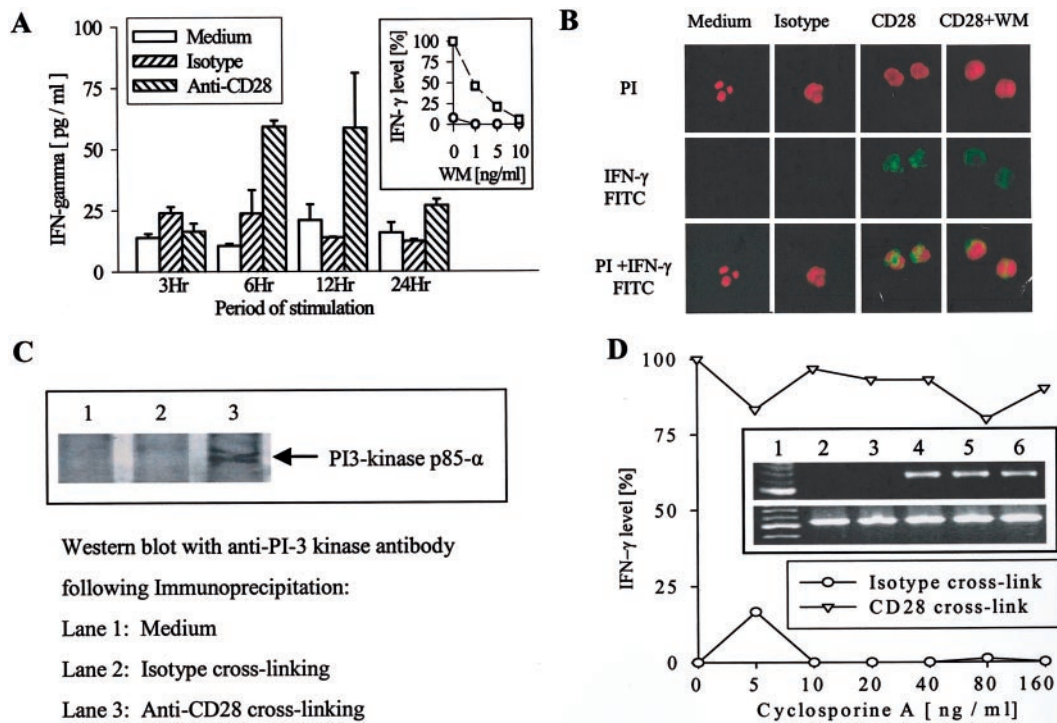 A
IFN-gamma [ pg / ml ]
100
75
50
25
0
Medium
Isotype
Anti-CD28
IFN-γ level [%]
100
75
50
25
0
0 1 5 10
WM [ng/ml]
3Hr 6Hr 12Hr 24Hr
Period of stimulation
B
Medium Isotype CD28 CD28+WM
PI
IFN-γ
FITC
PI +IFN-γ
FITC
C
1 2 3
PI3-kinase p85-α
Western blot with anti-PI-3 kinase antibody
following Immunoprecipitation:
Lane 1: Medium
Lane 2: Isotype cross-linking
Lane 3: Anti-CD28 cross-linking
D
IFN-γ level [%]
100
75
50
25
0
1 2 3 4 5 6
Isotype cross-link
CD28 cross-link
0 5 10 20 40 80 160
Cyclosporine A [ ng / ml ]